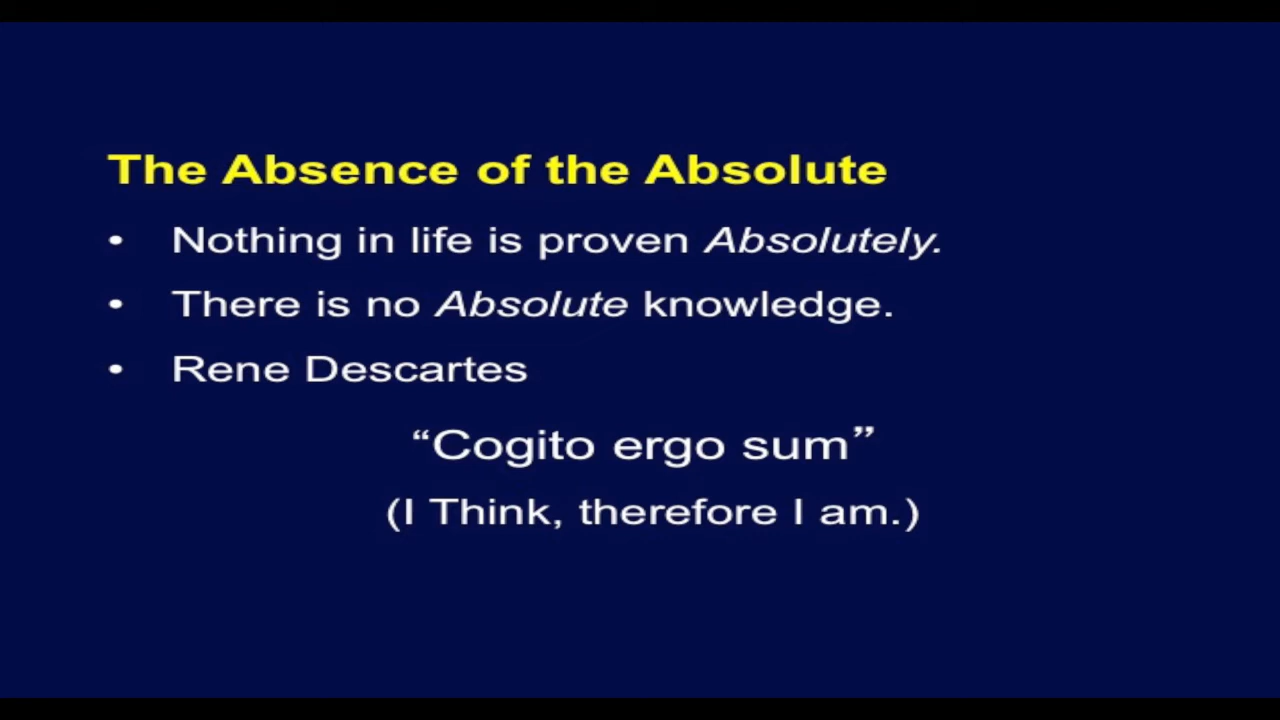 The Absence of the Absolute
• Nothing in life is proven Absolutely.
• There is no Absolute knowledge.
• Rene Descartes
“Cogito ergo sum”
(I Think, therefore I am.)